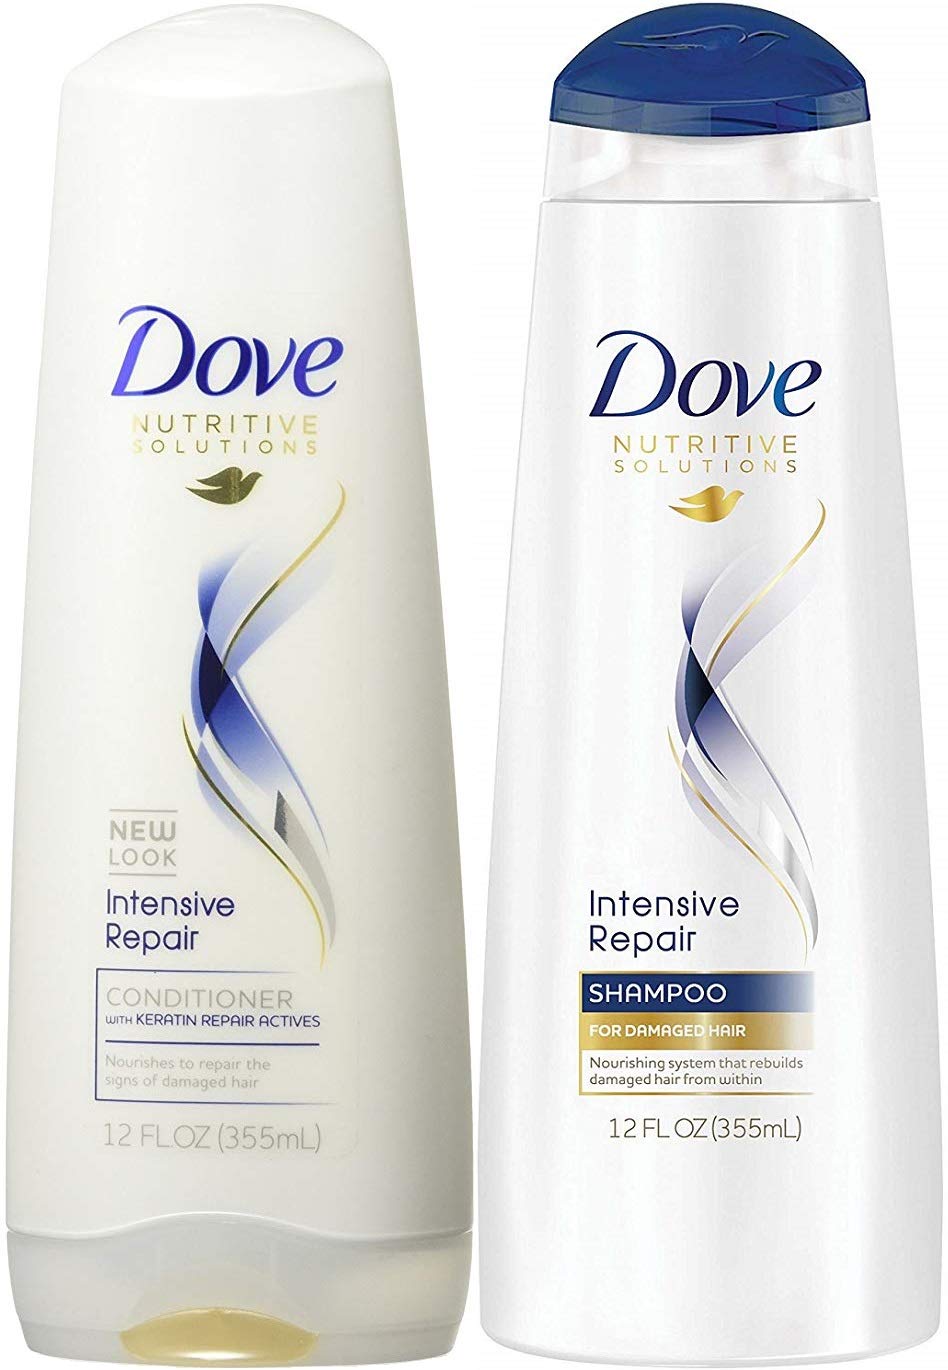 Dove
NUTRITIVE
SOLUTIONS
NEW
LOOK
Intensive
Repair
CONDITIONER
WITH KERATIN REPAIR ACTIVES
Nourishes to repair the
signs of damaged hair
12 FL.OZ (355mL)
Dove
NUTRITIVE
SOLUTIONS
Intensive
Repair
SHAMPOO
FOR DAMAGED HAIR
Nourishing system that rebuilds
damaged hair from within
12 FL OZ (355mL)